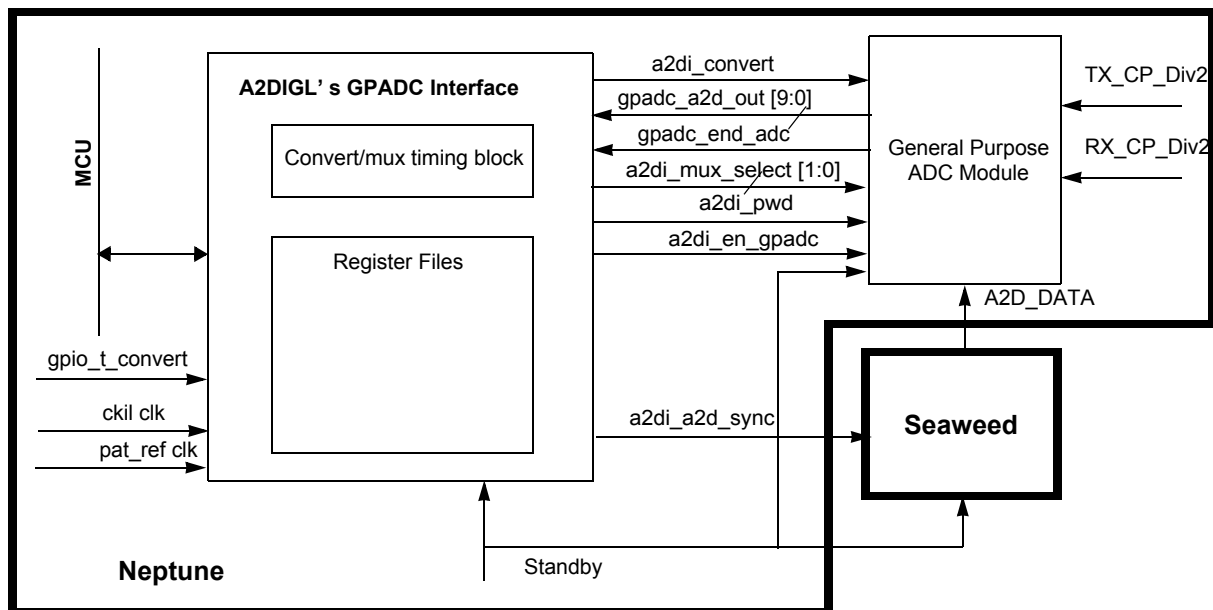 MCU
A2DIGL' s GPADC Interface
Convert/mux timing block
Register Files
a2di_convert
gpadc_a2d_out [9:0]
gpadc_end_adc
a2di_mux_select [1:0]
a2di_pwd
a2di_en_gpadc
General Purpose
ADC Module
TX_CP_Div2
RX_CP_Div2
A2D_DATA
gpio_t_convert
ckil clk
pat_ref clk
a2di_a2d_sync
Seaweed
Standby
Neptune